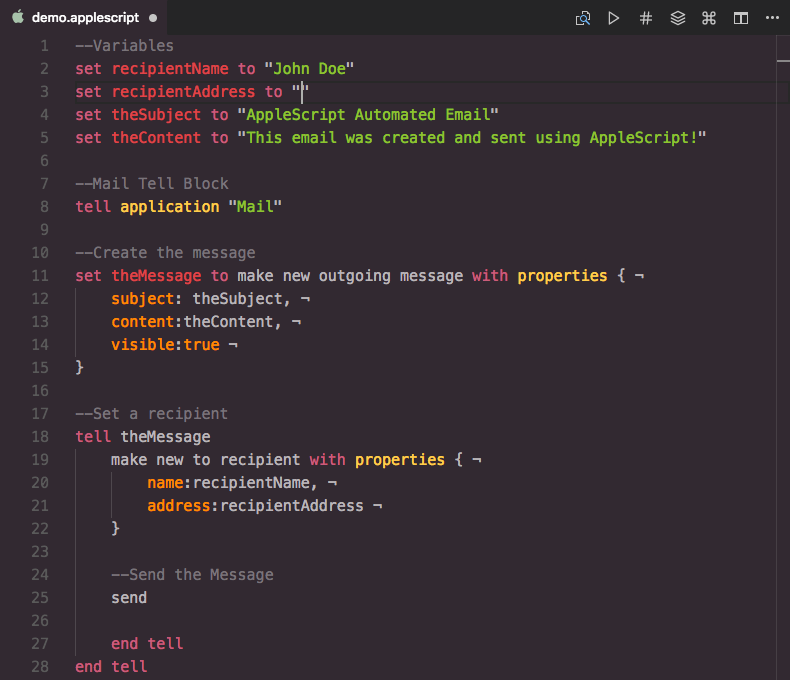 demo.applescript
1 --Variables
2 set recipientName to "John Doe"
3 set recipientAddress to ""
4 set theSubject to "AppleScript Automated Email"
5 set theContent to "This email was created and sent using AppleScript!"
6
7 --Mail Tell Block
8 tell application "Mail"
9
10 --Create the message
11 set theMessage to make new outgoing message with properties { ¬
12 subject: theSubject, ¬
13 content:theContent, ¬
14 visible:true ¬
15 }
16
17 --Set a recipient
18 tell theMessage
19 make new to recipient with properties { ¬
20 name:recipientName, ¬
21 address:recipientAddress ¬
22 }
23
24 --Send the Message
25 send
26
27 end tell
28 end tell